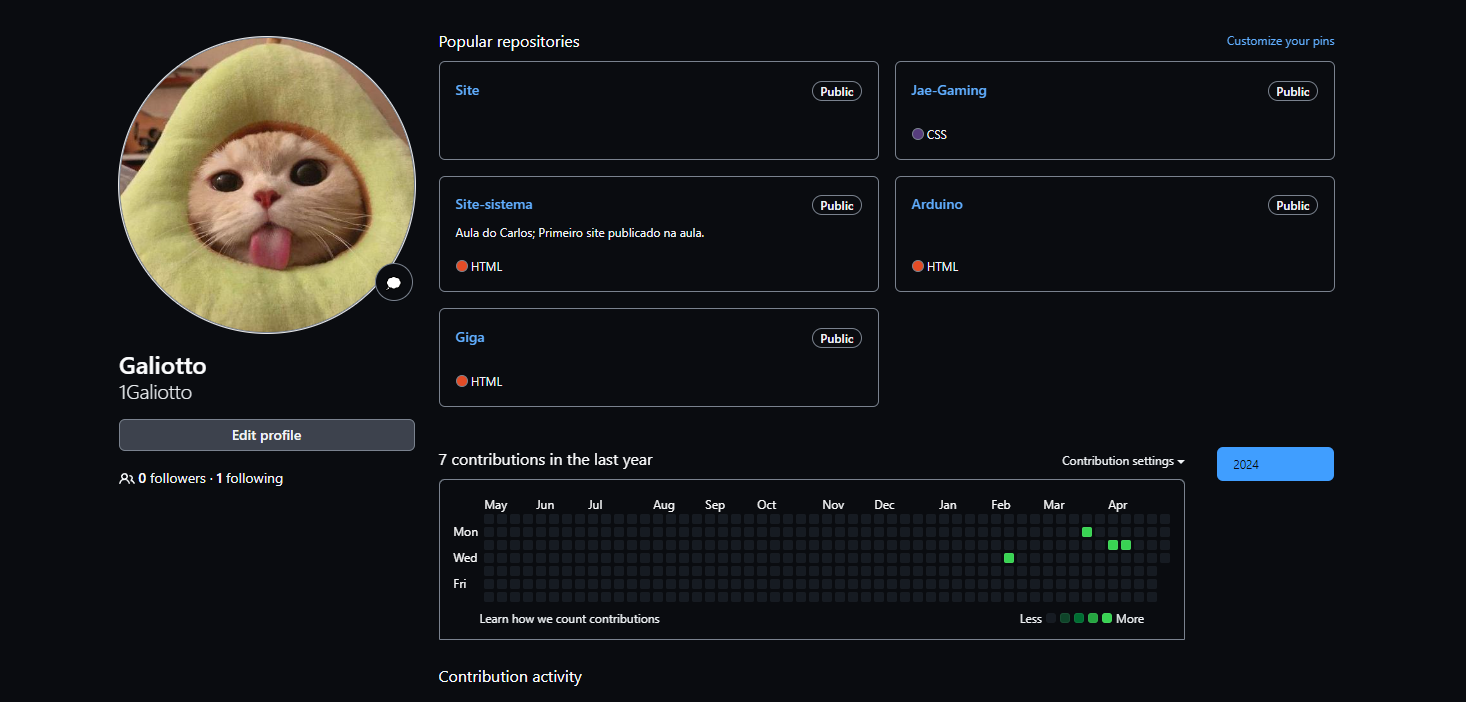 Galiotto
1Galiotto
Edit profile
0 followers · 1 following
Popular repositories
Customize your pins
Site
Public
Jae-Gaming
Public
CSS
Site-sistema
Public
Aula do Carlos; Primeiro site publicado na aula.
HTML
Arduino
Public
HTML
Giga
Public
HTML
7 contributions in the last year
Contribution settings
2024
May Jun Jul Aug Sep Oct Nov Dec Jan Feb Mar Apr
Mon
Wed
Fri
Learn how we count contributions
Less More
Contribution activity